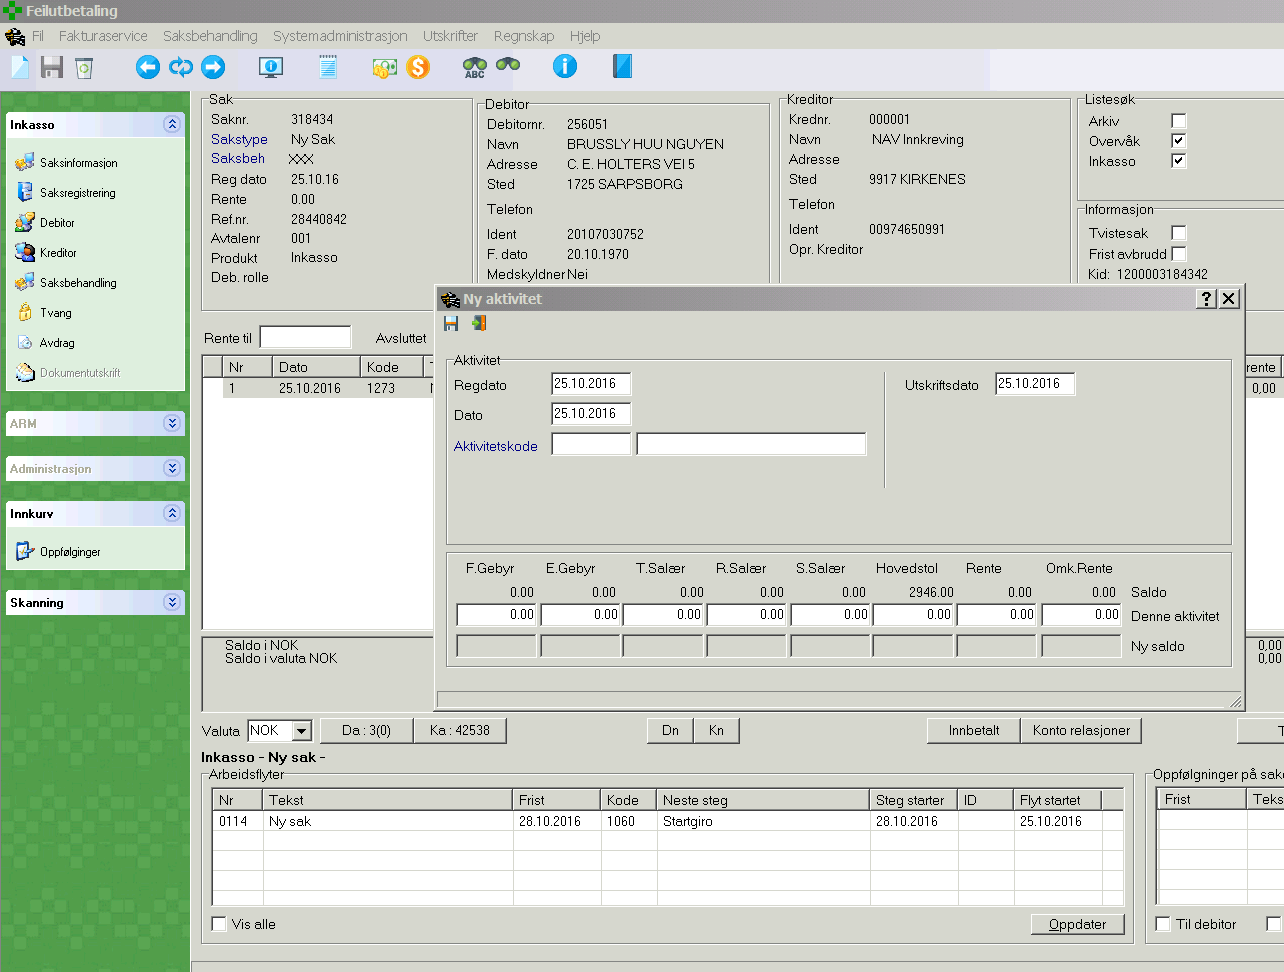 Feilutbetaling
Fil Fakturaservice Saksbehandling Systemadministrasjon Utskrifter Regnskap Hjelp
ABC
Inkasso
Saksinformasjon
Saksregistrering
Debitor
Kreditor
Saksbehandling
Tvang
Avdrag
Dokumentutskrift
ARM
Administrasjon
Innkurv
Oppfølginger
Skanning
Sak
Saksnr. 318434
Sakstype Ny Sak
Saksbeh XXX
Reg dato 25.10.16
Rente 0.00
Ref.nr. 28440842
Avtalenr 001
Produkt Inkasso
Deb. rolle
Debitor
Debitornr. 256051
Navn BRUSSLY HUU NGUYEN
Adresse C. E. HOLTERS VEI 5
Sted 1725 SARPSBORG
Telefon
Ident 20107030752
F. dato 20.10.1970
Medskyldner Nei
Kreditor
Krednr. 000001
Navn NAV Innkreving
Adresse
Sted 9917 KIRKENES
Telefon
Ident 00974650991
Opr. Kreditor
Listesøk
Arkiv
Overvåk
Inkasso
Informasjon
Tvistesak
Frist avbrudd
Kid: 1200003184342
Rente til Avsluttet
Nr Dato Kode
1 25.10.2016 1273
rente
0,00
Ny aktivitet
Aktivitet
Regdato 25.10.2016 Utskriftsdato 25.10.2016
Dato 25.10.2016
Aktivitetskode
F.Gebyr E.Gebyr T.Salær R.Salær S.Salær Hovedstol Rente Omk.Rente
0.00 0.00 0.00 0.00 0.00 2946.00 0.00 0.00 Saldo
0.00 0.00 0.00 0.00 0.00 0.00 0.00 0.00 Denne aktivitet
Ny saldo
Saldo i NOK 0,00
Saldo i valuta NOK 0,00
Valuta NOK Da : 3(0) Ka : 42538 Dn Kn Innbetalt Konto relasjoner T
Inkasso - Ny sak -
Arbeidsflyter
Nr Tekst Frist Kode Neste steg Steg starter ID Flyt startet
0114 Ny sak 28.10.2016 1060 Startgiro 28.10.2016 25.10.2016
Vis alle Oppdater
Oppfølgninger på sake
Frist Teks
Til debitor